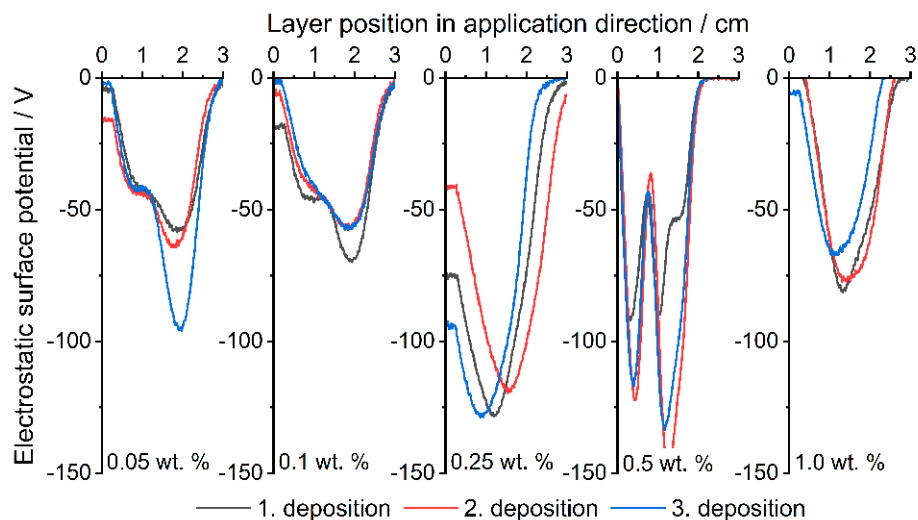 Layer position in application direction / cm
0 1 2 3 0 1 2 3 0 1 2 3 0 1 2 3 0 1 2 3
Electrostatic surface potential / V
0 0 0 0 0
-50 -50 -50 -50 -50
-100 -100 -100 -100 -100
-150 -150 -150 -150 -150
0.05 wt. % 0.1 wt. % 0.25 wt. % 0.5 wt. % 1.0 wt. %
1. deposition 2. deposition 3. deposition